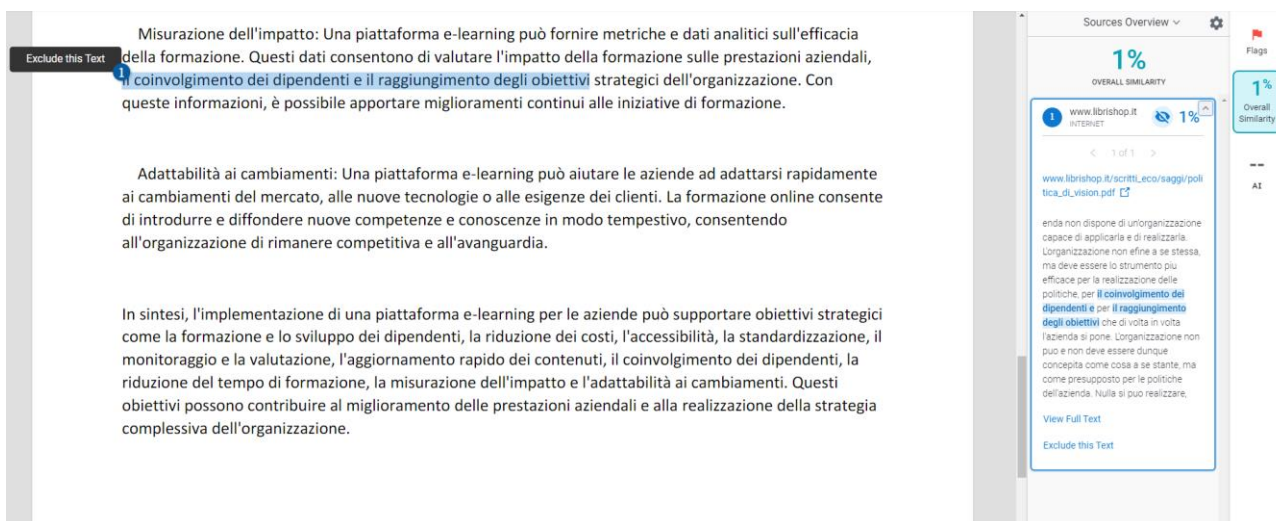 Misurazione dell'impatto: Una piattaforma e-learning può fornire metriche e dati analitici sull'efficacia
della formazione. Questi dati consentono di valutare l'impatto della formazione sulle prestazioni aziendali,
il coinvolgimento dei dipendenti e il raggiungimento degli obiettivi strategici dell'organizzazione. Con
queste informazioni, è possibile apportare miglioramenti continui alle iniziative di formazione.
Exclude this Text
1
Adattabilità ai cambiamenti: Una piattaforma e-learning può aiutare le aziende ad adattarsi rapidamente
ai cambiamenti del mercato, alle nuove tecnologie o alle esigenze dei clienti. La formazione online consente
di introdurre e diffondere nuove competenze e conoscenze in modo tempestivo, consentendo
all'organizzazione di rimanere competitiva e all'avanguardia.
In sintesi, l'implementazione di una piattaforma e-learning per le aziende può supportare obiettivi strategici
come la formazione e lo sviluppo dei dipendenti, la riduzione dei costi, l'accessibilità, la standardizzazione, il
monitoraggio e la valutazione, l'aggiornamento rapido dei contenuti, il coinvolgimento dei dipendenti, la
riduzione del tempo di formazione, la misurazione dell'impatto e l'adattabilità ai cambiamenti. Questi
obiettivi possono contribuire al miglioramento delle prestazioni aziendali e alla realizzazione della strategia
complessiva dell'organizzazione.
Sources Overview
1%
OVERALL SIMILARITY
1
www.librishop.it
INTERNET
1%
1 of 1
www.librishop.it/scritti_eco/saggi/poli
tica_di_vision.pdf
enda non dispone di un'organizzazione
capace di applicarla e di realizzarla.
L'organizzazione non efine a se stessa,
ma deve essere lo strumento piu
efficace per la realizzazione delle
politiche, per il coinvolgimento dei
dipendenti e per il raggiungimento
degli obiettivi che di volta in volta
l'azienda si pone. L'organizzazione non
puo e non deve essere dunque
concepita come cosa a se stante, ma
come presupposto per le politiche
dell'azienda. Nulla si puo realizzare,
View Full Text
Exclude this Text
Flags
1%
Overall
Similarity
--
AI